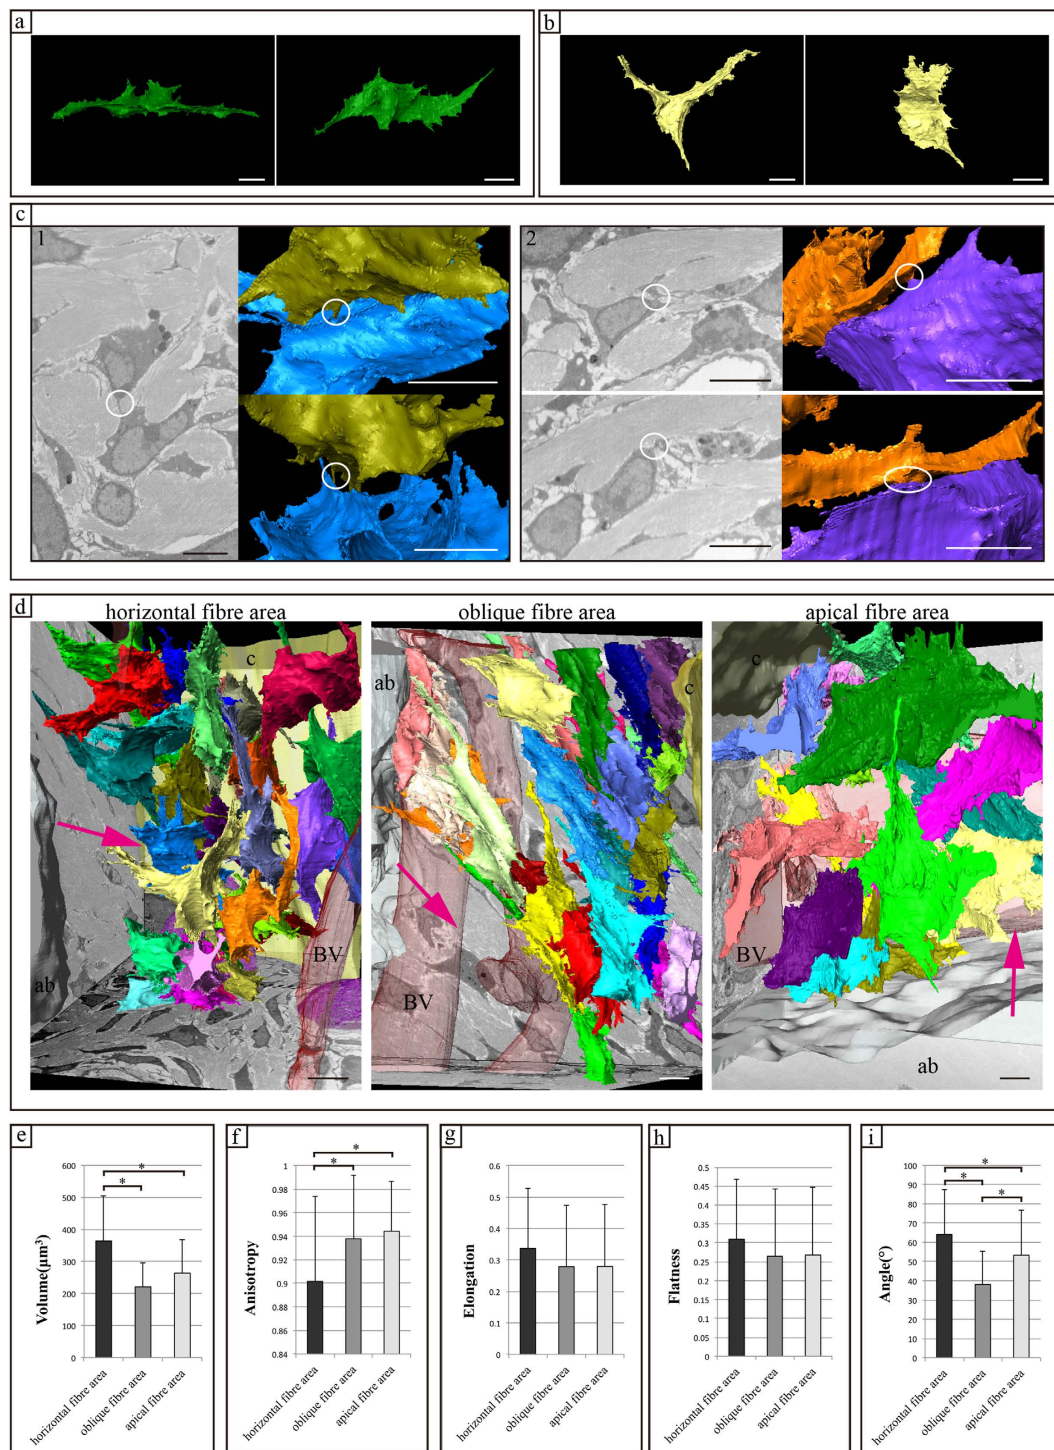 a
b
c
1
2
d
horizontal fibre area
oblique fibre area
apical fibre area
c
ab
BV
ab
c
BV
c
BV
ab
e
Volume(μm³)
600
500
400
300
200
100
0
*
*
horizontal fibre area
oblique fibre area
apical fibre area
f
Anisotropy
1
0.98
0.96
0.94
0.92
0.9
0.88
0.86
0.84
*
*
horizontal fibre area
oblique fibre area
apical fibre area
g
Elongation
0.6
0.5
0.4
0.3
0.2
0.1
0
horizontal fibre area
oblique fibre area
apical fibre area
h
Flatness
0.5
0.45
0.4
0.35
0.3
0.25
0.2
0.15
0.1
0.05
0
horizontal fibre area
oblique fibre area
apical fibre area
i
Angle(°)
100
90
80
70
60
50
40
30
20
10
0
*
*
*
horizontal fibre area
oblique fibre area
apical fibre area